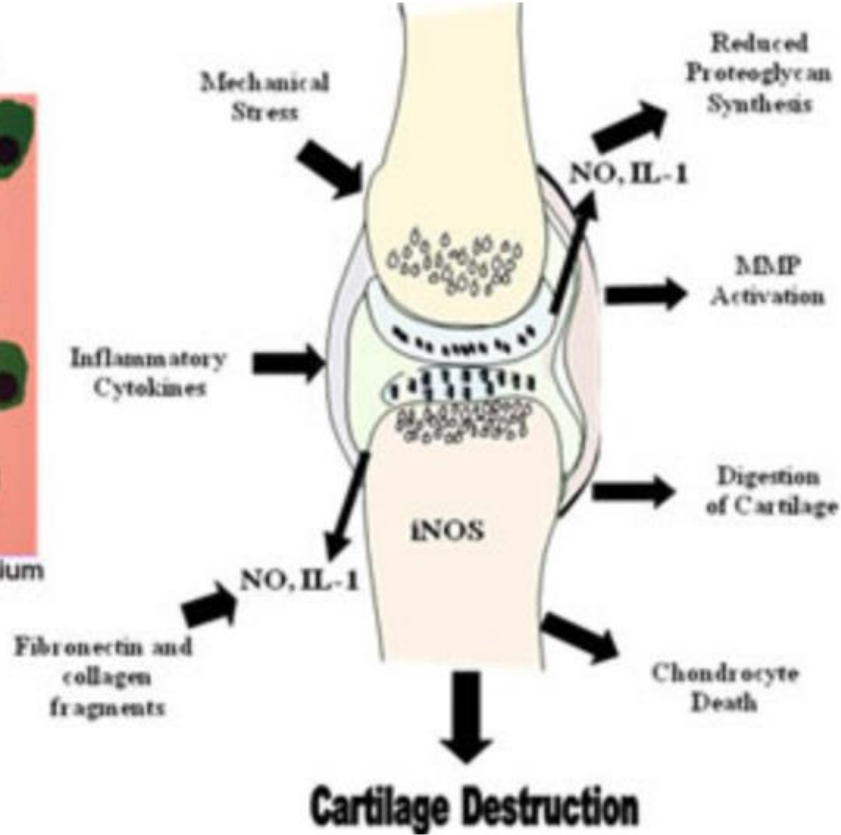 Mechanical
Stress
Reduced
Proteoglycan
Synthesis
NO, IL-1
MMP
Activation
Inflammatory
Cytokines
Digestion
of Cartilage
iNOS
ium
NO, IL-1
Fibronectin and
collagen
fragments
Chondrocyte
Death
Cartilage Destruction